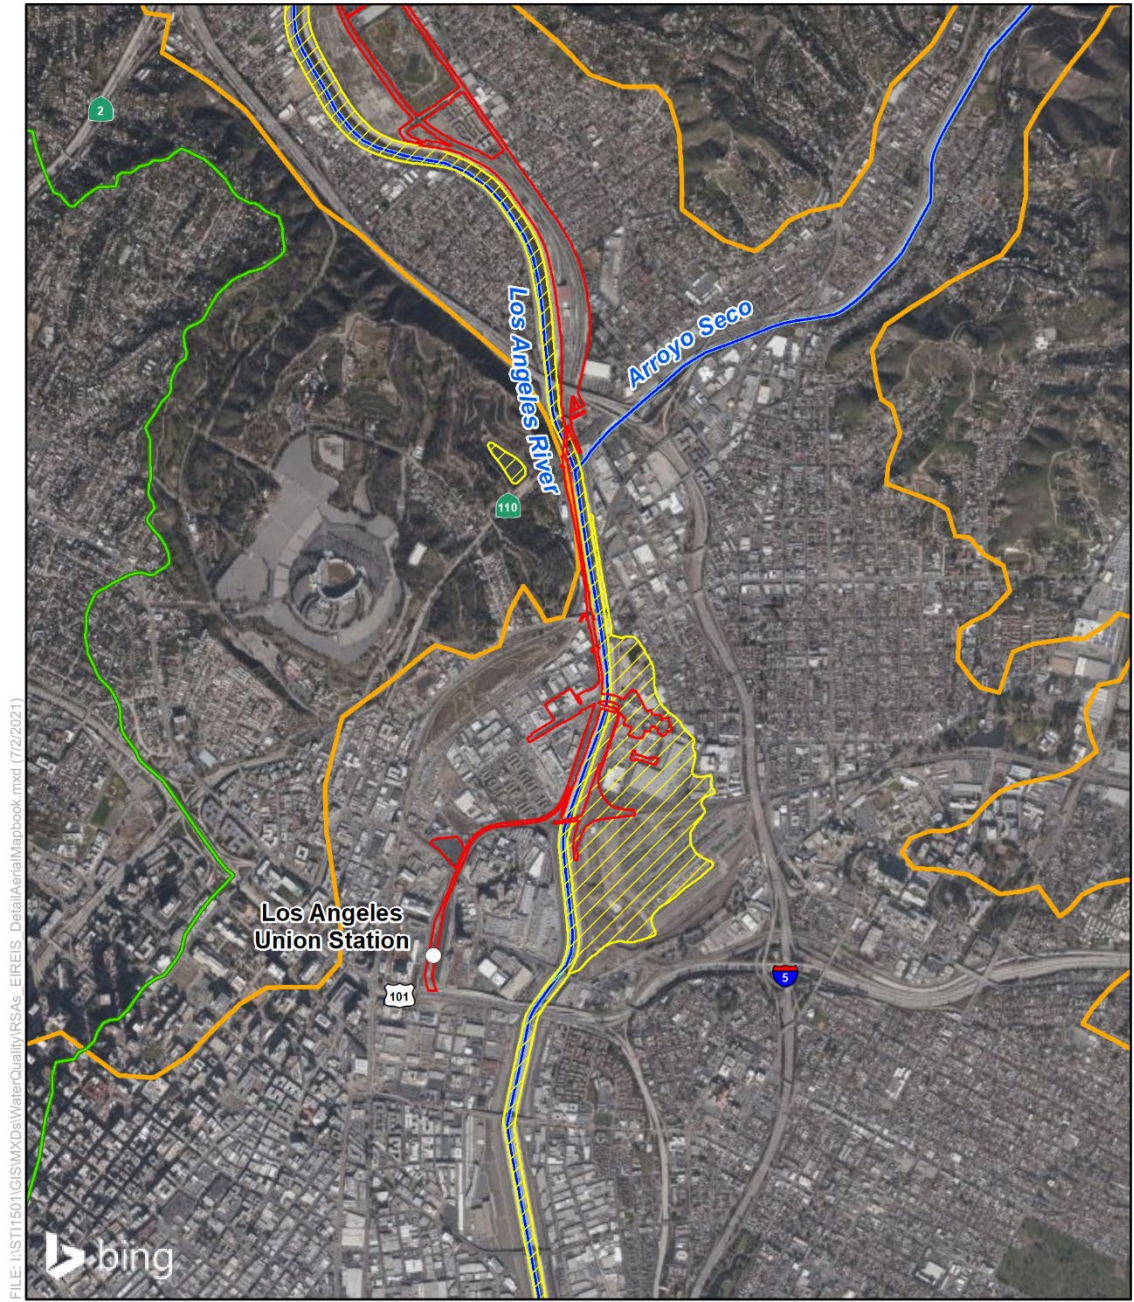 2
Los Angeles River
Arroyo Seco
110
Los Angeles
Union Station
101
5
bing
FILE: I:\STI1501\GIS\MXDs\WaterQuality\RSAs_EIREIS_DetailAerialMapbook.mxd (7/2/2021)